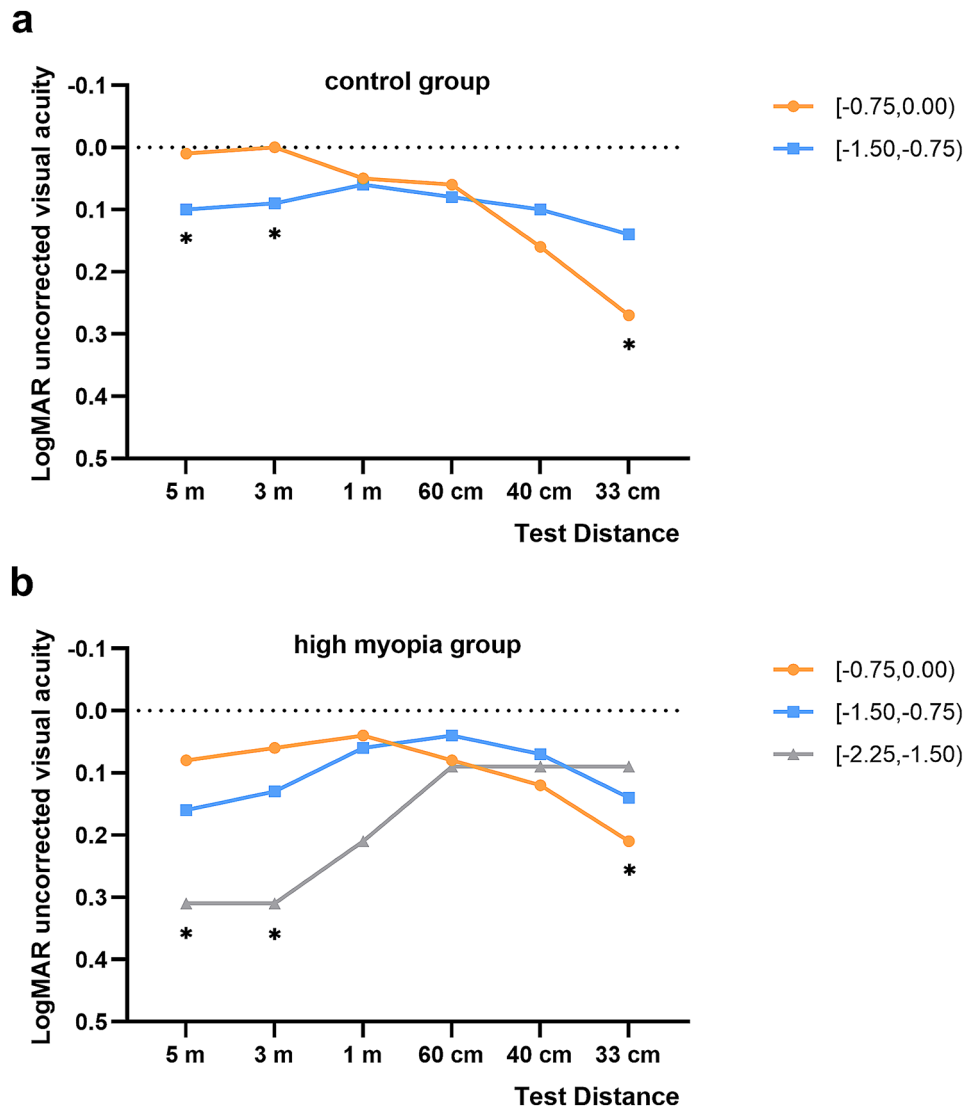 a
control group
LogMAR uncorrected visual acuity
-0.1
0.0
0.1
0.2
0.3
0.4
0.5
5 m 3 m 1 m 60 cm 40 cm 33 cm
Test Distance
[-0.75,0.00)
[-1.50,-0.75)
*
*
*
b
high myopia group
LogMAR uncorrected visual acuity
-0.1
0.0
0.1
0.2
0.3
0.4
0.5
5 m 3 m 1 m 60 cm 40 cm 33 cm
Test Distance
[-0.75,0.00)
[-1.50,-0.75)
[-2.25,-1.50)
*
*
*